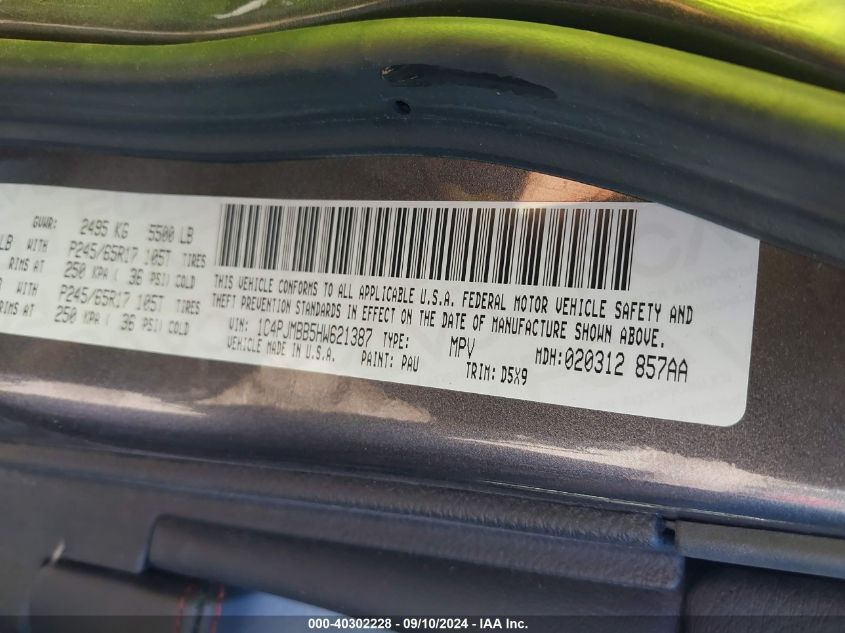 GVWR: 2495 KG 5500 LB
LB WITH P245/65R17 105T TIRES
RIMS AT 250 KPA ( 36 PSI) COLD
WITH P245/65R17 105T TIRES
RIMS AT 250 KPA ( 36 PSI) COLD
THIS VEHICLE CONFORMS TO ALL APPLICABLE U.S.A. FEDERAL MOTOR VEHICLE SAFETY AND
THEFT PREVENTION STANDARDS IN EFFECT ON THE DATE OF MANUFACTURE SHOWN ABOVE.
VIN: 1C4PJMBB5HW621387 TYPE: MPV MDH:020312 857AA
VEHICLE MADE IN U.S.A. PAINT: PAU TRIM: D5X9
000-40302228 - 09/10/2024 - IAA Inc.